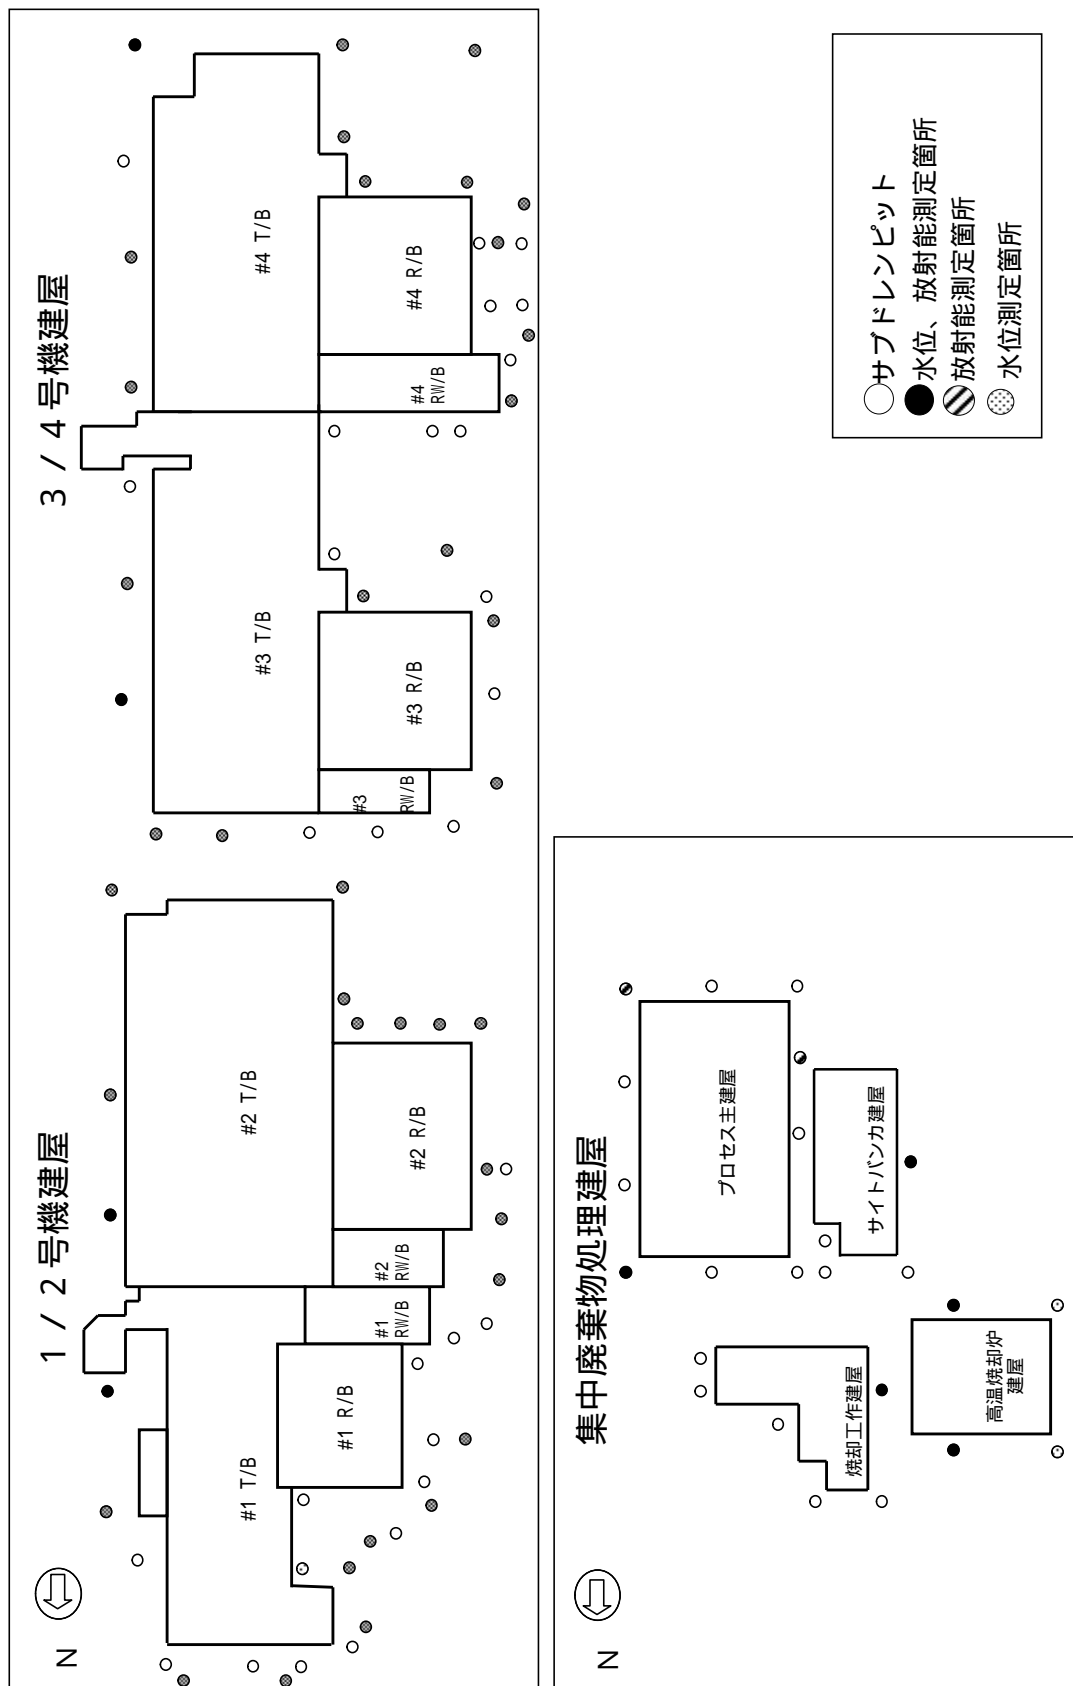 1 / 2 号機建屋
3 / 4 号機建屋
N
#1 T/B
#2 T/B
#3 T/B
#4 T/B
#1 R/B
#1
RW/B
#2
RW/B
#2 R/B
#3
RW/B
#3 R/B
#4
RW/B
#4 R/B
集中廃棄物処理建屋
N
プロセス主建屋
サイトバンカ建屋
焼却工作建屋
高温焼却炉
建屋
サブドレンピット
水位、放射能測定箇所
放射能測定箇所
水位測定箇所